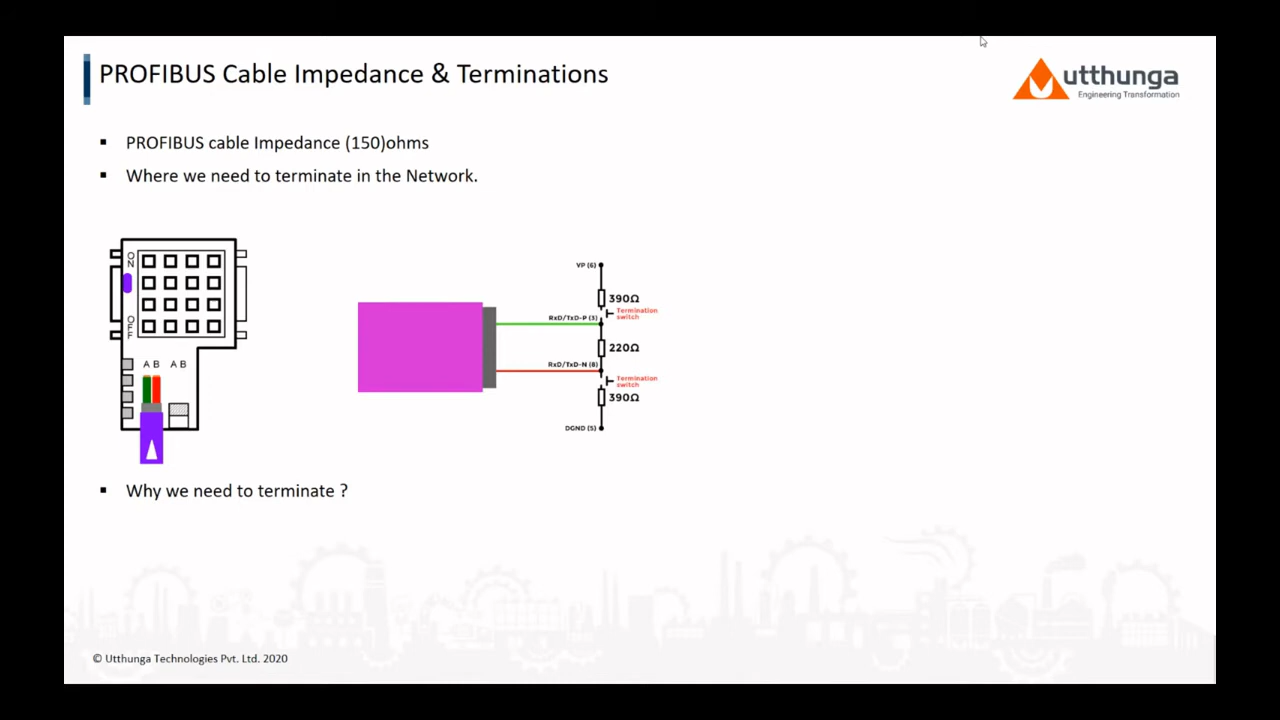 PROFIBUS Cable Impedance & Terminations
utthunga
Engineering Transformation
▪ PROFIBUS cable Impedance (150)ohms
▪ Where we need to terminate in the Network.
ON
OFF
A B A B
VP (6)
390Ω
Termination
switch
RxD/TxD-P (3)
220Ω
RxD/TxD-N (8)
Termination
switch
390Ω
DGND (5)
▪ Why we need to terminate ?
© Utthunga Technologies Pvt. Ltd. 2020